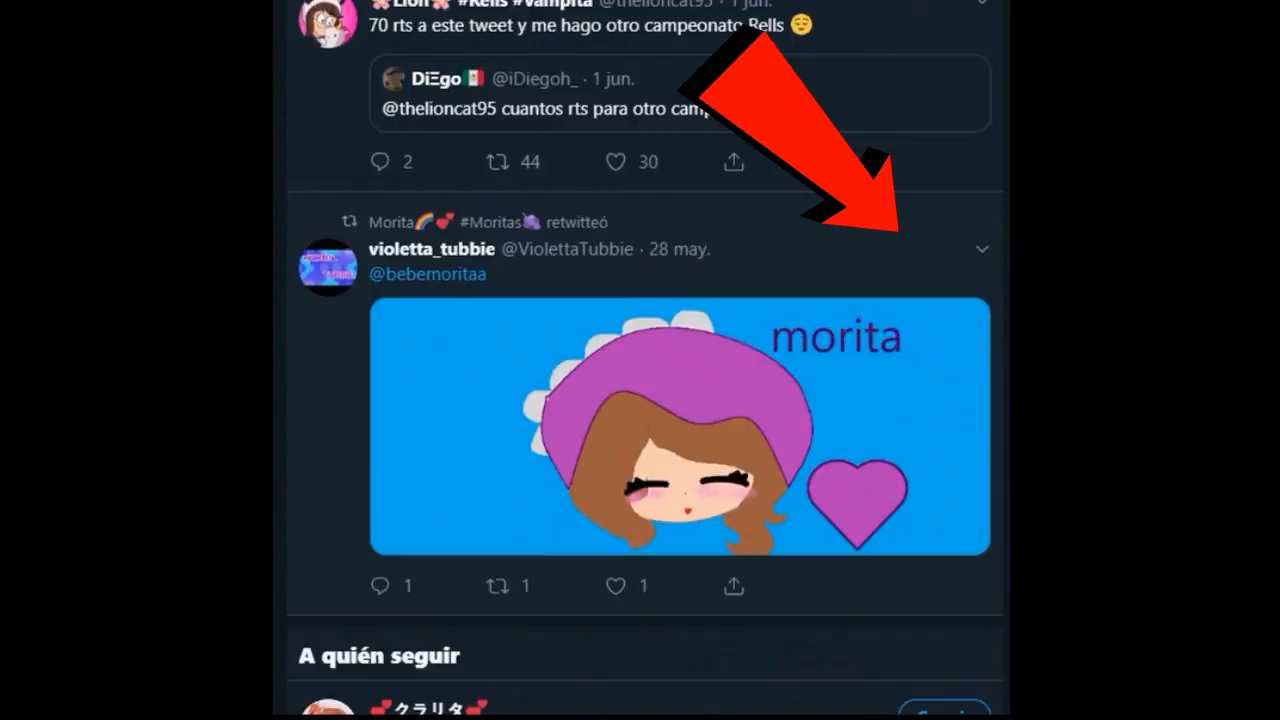 Lion #Rells #Vampita @thelioncat95 · 1 jun.
70 rts a este tweet y me hago otro campeonato Rells 😌
DiΞgo🇲🇽 @iDiegoh_ · 1 jun.
@thelioncat95 cuantos rts para otro camp
2 44 30
Morita🌈💕 #Moritas retwitteó
violetta_tubbie @ViolettaTubbie · 28 may.
@bebemoritaa
morita
1 1 1
A quién seguir
💕クラリタ💕